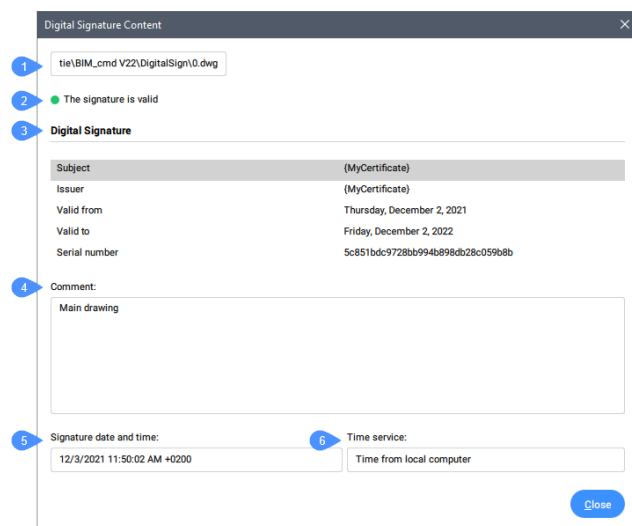 Digital Signature Content
1 tie\BIM_cmd V22\DigitalSign\0.dwg
2 The signature is valid
3 Digital Signature
Subject {MyCertificate}
Issuer {MyCertificate}
Valid from Thursday, December 2, 2021
Valid to Friday, December 2, 2022
Serial number 5c851bdc9728bb994b898db28c059b8b
4 Comment:
Main drawing
5 Signature date and time: 6 Time service:
12/3/2021 11:50:02 AM +0200 Time from local computer
Close